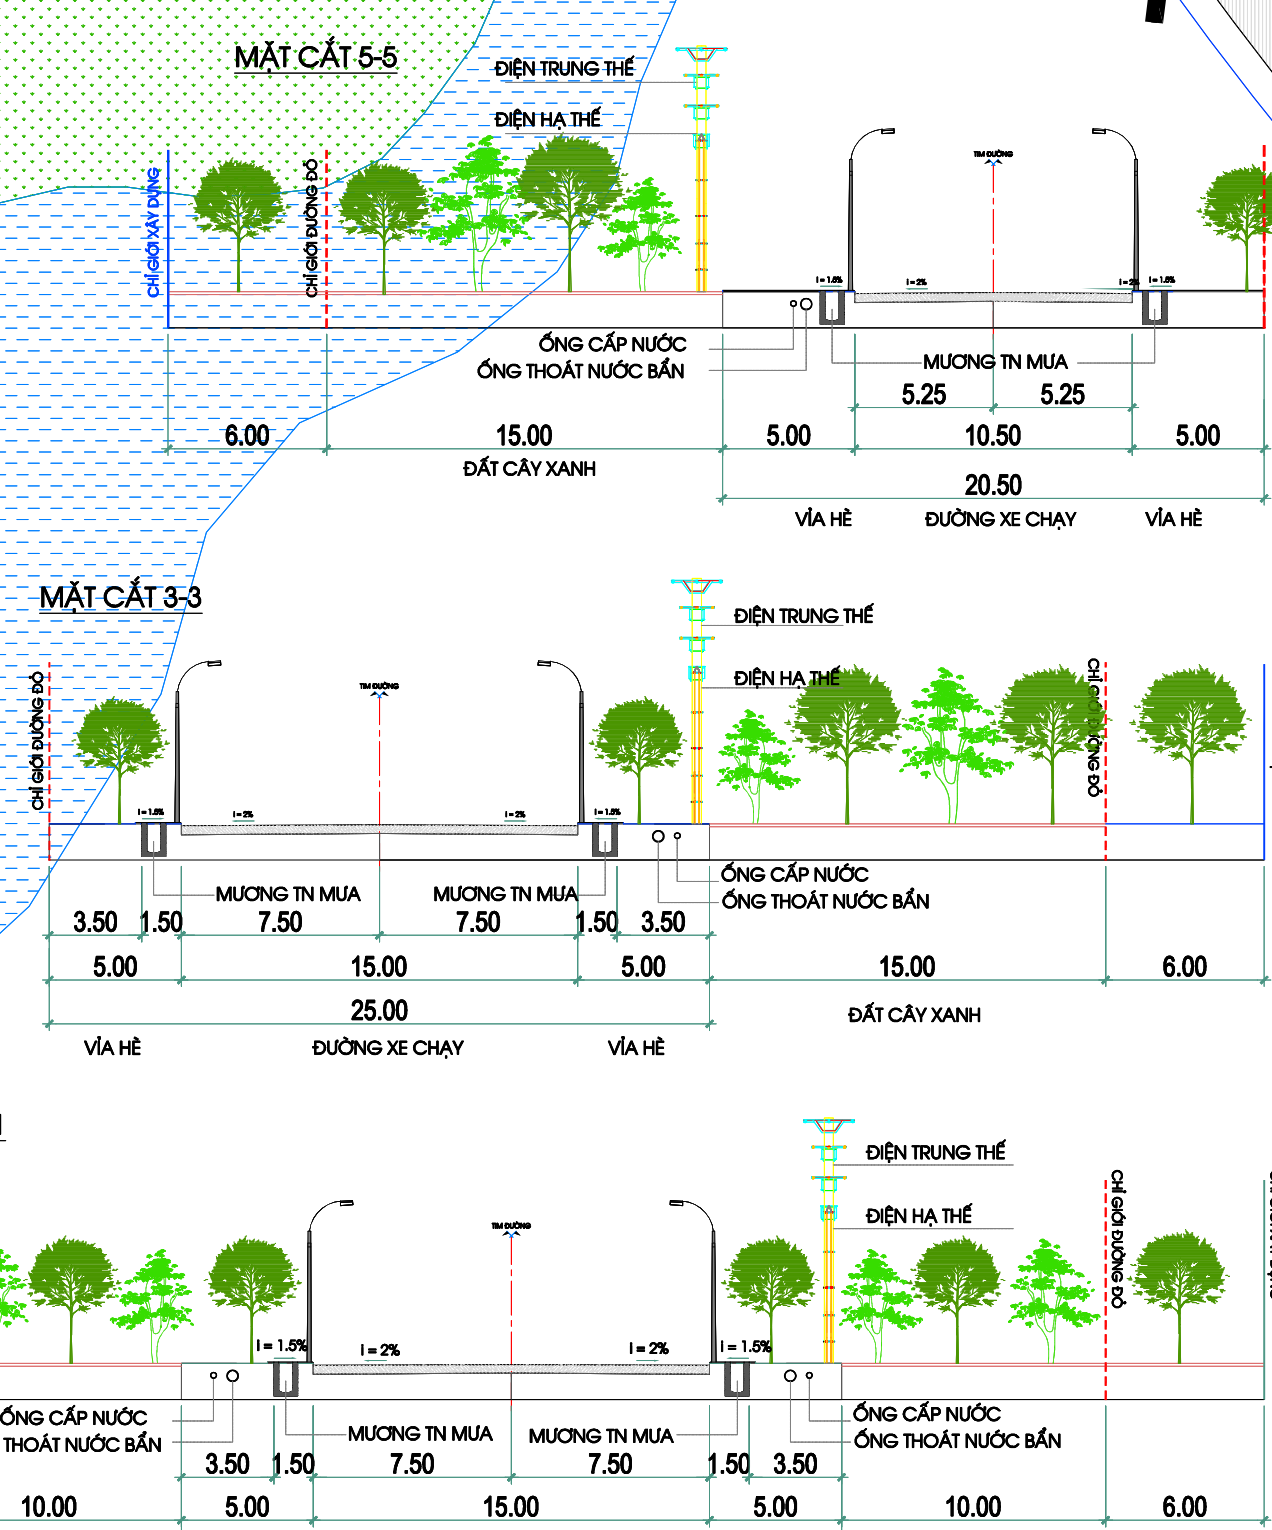 MẶT CẮT 5-5
ĐIỆN TRUNG THẾ
ĐIỆN HẠ THẾ
CHỈ GIỚI XÂY DỰNG
CHỈ GIỚI ĐƯỜNG ĐỎ
TIM ĐƯỜNG
i = 1.5%
i = 2%
i = 2%
i = 1.5%
ỐNG CẤP NƯỚC
ỐNG THOÁT NƯỚC BẨN
MƯƠNG TN MƯA
5.25
5.25
6.00
15.00
5.00
10.50
5.00
ĐẤT CÂY XANH
20.50
VỈA HÈ
ĐƯỜNG XE CHẠY
VỈA HÈ
MẶT CẮT 3-3
ĐIỆN TRUNG THẾ
ĐIỆN HẠ THẾ
CHỈ GIỚI ĐƯỜNG ĐỎ
TIM ĐƯỜNG
CHỈ GIỚI ĐƯỜNG ĐỎ
i = 1.5%
i = 2%
i = 2%
i = 1.5%
ỐNG CẤP NƯỚC
MƯƠNG TN MƯA
MƯƠNG TN MƯA
ỐNG THOÁT NƯỚC BẨN
3.50
1.50
7.50
7.50
1.50
3.50
5.00
15.00
5.00
15.00
6.00
25.00
ĐẤT CÂY XANH
VỈA HÈ
ĐƯỜNG XE CHẠY
VỈA HÈ
ĐIỆN TRUNG THẾ
ĐIỆN HẠ THẾ
TIM ĐƯỜNG
CHỈ GIỚI ĐƯỜNG ĐỎ
i = 1.5%
i = 2%
i = 2%
i = 1.5%
ỐNG CẤP NƯỚC
THOÁT NƯỚC BẨN
MƯƠNG TN MƯA
MƯƠNG TN MƯA
ỐNG CẤP NƯỚC
ỐNG THOÁT NƯỚC BẨN
3.50
1.50
7.50
7.50
1.50
3.50
10.00
5.00
15.00
5.00
10.00
6.00